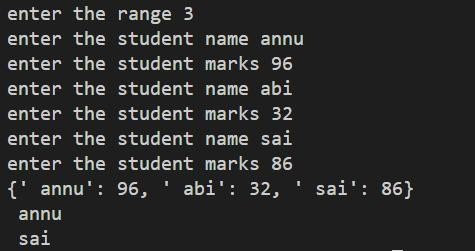 enter the range 3
enter the student name annu
enter the student marks 96
enter the student name abi
enter the student marks 32
enter the student name sai
enter the student marks 86
{' annu': 96, ' abi': 32, ' sai': 86}
 annu
 sai